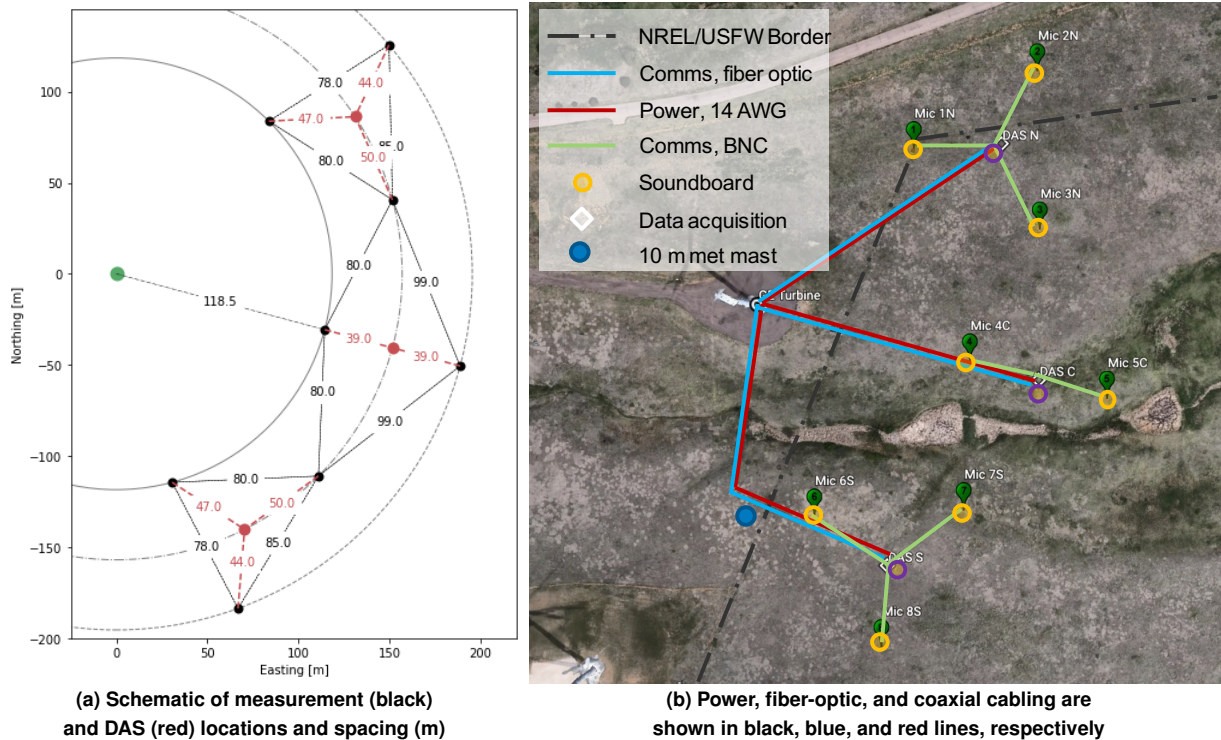 100
50
0
−50
−100
−150
−200
Northing [m]
0
50
100
150
200
Easting [m]
78.0
44.0
47.0
80.0
50.0
80.0
99.0
118.5
39.0
39.0
80.0
99.0
80.0
47.0
50.0
78.0
44.0
85.0
(a) Schematic of measurement (black)
and DAS (red) locations and spacing (m)
NREL/USFW Border
Comms, fiber optic
Power, 14 AWG
Comms, BNC
Soundboard
Data acquisition
10 m met mast
Mic 2N
2
Mic 1N
1
DAS N
Mic 3N
3
Turbine
Mic 4C
4
DAS C
Mic 5C
5
Mic 6S
6
Mic 7S
7
DAS S
Mic 8S
(b) Power, fiber-optic, and coaxial cabling are
shown in black, blue, and red lines, respectively